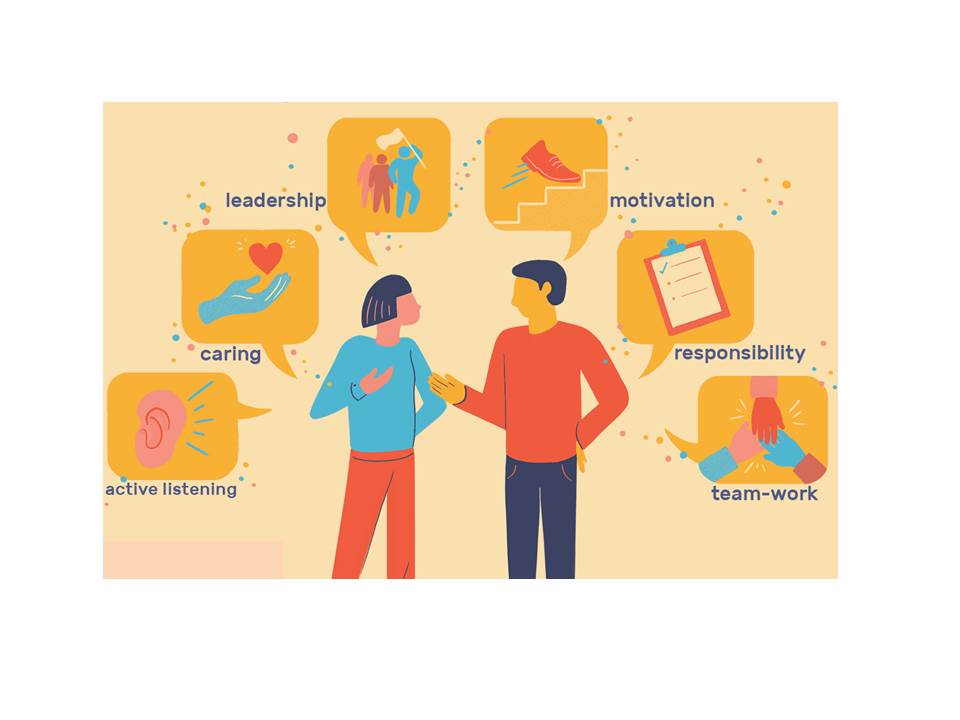 leadership
motivation
caring
responsibility
active listening
team-work